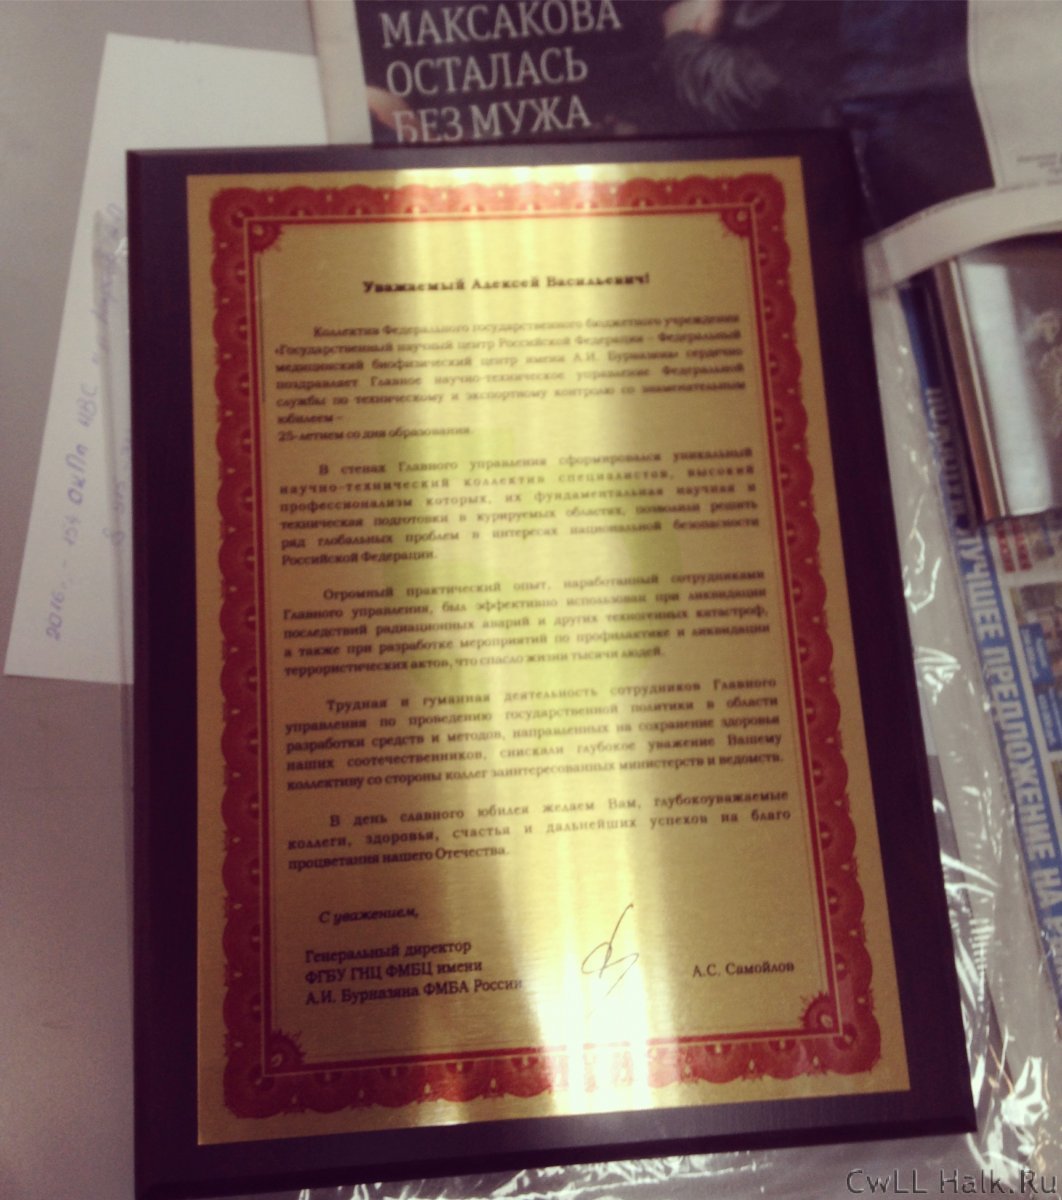 МАКСАКОВА
ОСТАЛАСЬ
БЕЗ МУЖА
Уважаемый Алексей Васильевич!
Коллектив Федерального государственного бюджетного учреждения
«Государственный научный центр Российской Федерации – Федеральный
медицинский биофизический центр имени А.И. Бурназяна» сердечно
поздравляет Главное научно-техническое управление Федеральной
службы по техническому и экспортному контролю со знаменательным
юбилеем –
25-летием со дня образования.
В стенах Главного управления сформировался уникальный
научно-технический коллектив специалистов, высокий
профессионализм которых, их фундаментальная научная и
техническая подготовки в курируемых областях, позволили решить
ряд глобальных проблем в интересах национальной безопасности
Российской Федерации.
Огромный практический опыт, наработанный сотрудниками
Главного управления, был эффективно использован при ликвидации
последствий радиационных аварий и других техногенных катастроф,
а также при разработке мероприятий по профилактике и ликвидации
террористических актов, что спасло жизни тысячи людей.
Трудная и гуманная деятельность сотрудников Главного
управления по проведению государственной политики в области
разработки средств и методов, направленных на сохранение здоровья
наших соотечественников, снискали глубокое уважение Вашему
коллективу со стороны коллег заинтересованных министерств и ведомств.
В день славного юбилея желаем Вам, глубокоуважаемые
коллеги, здоровья, счастья и дальнейших успехов на благо
процветания нашего Отечества.
С уважением,
Генеральный директор
ФГБУ ГНЦ ФМБЦ имени
А.И. Бурназяна ФМБА России
А.С. Самойлов
ЛУЧШЕЕ ПРЕДЛОЖЕНИЕ НА
2016
CwLL Halk.Ru